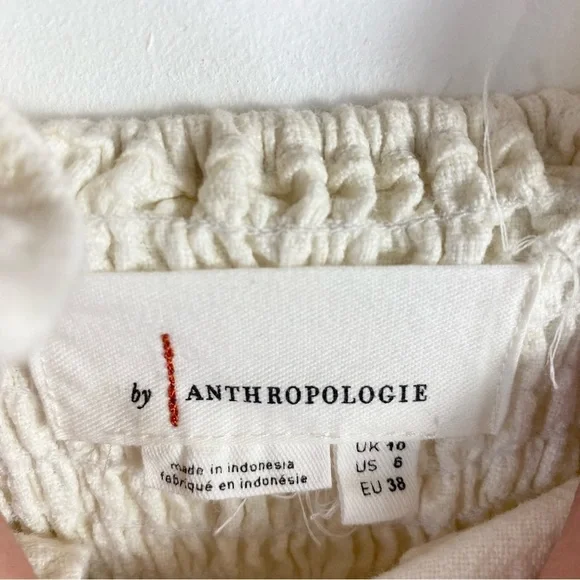 by ANTHROPOLOGIE
made in indonesia
fabriqué en indonésie
UK 10
US 6
EU 38